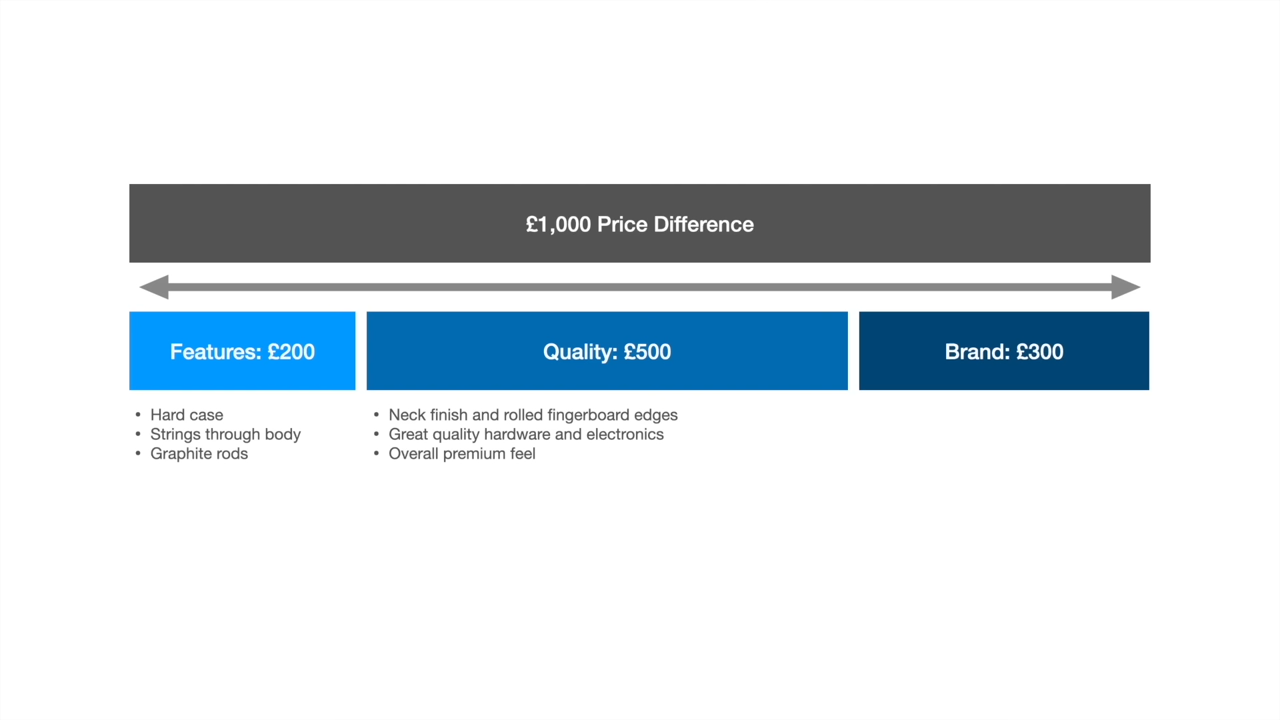 £1,000 Price Difference
Features: £200
Quality: £500
Brand: £300
• Hard case
• Strings through body
• Graphite rods
• Neck finish and rolled fingerboard edges
• Great quality hardware and electronics
• Overall premium feel